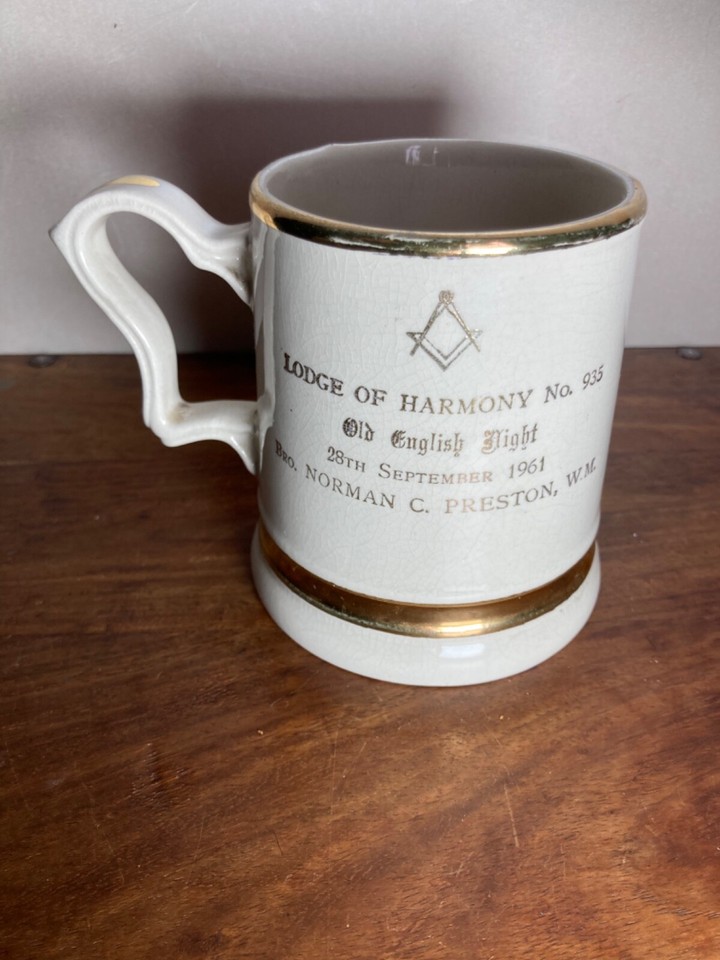 LODGE OF HARMONY No. 935
Old English Night
28TH SEPTEMBER 1961
BRO. NORMAN C. PRESTON, W.M.